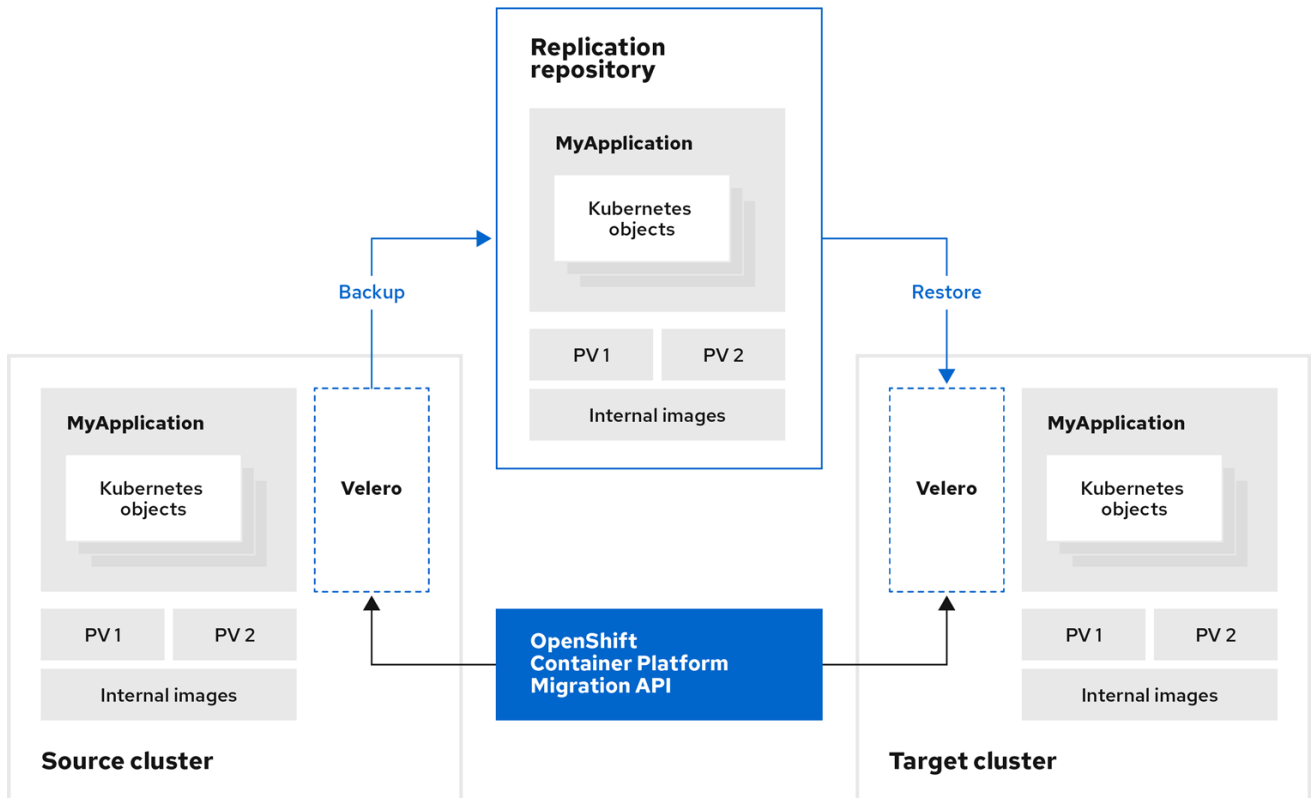 Replication
repository
MyApplication
Kubernetes
objects
PV 1
PV 2
Internal images
Backup
Restore
MyApplication
Kubernetes
objects
Velero
PV 1
PV 2
Internal images
Source cluster
OpenShift
Container Platform
Migration API
Velero
MyApplication
Kubernetes
objects
PV 1
PV 2
Internal images
Target cluster